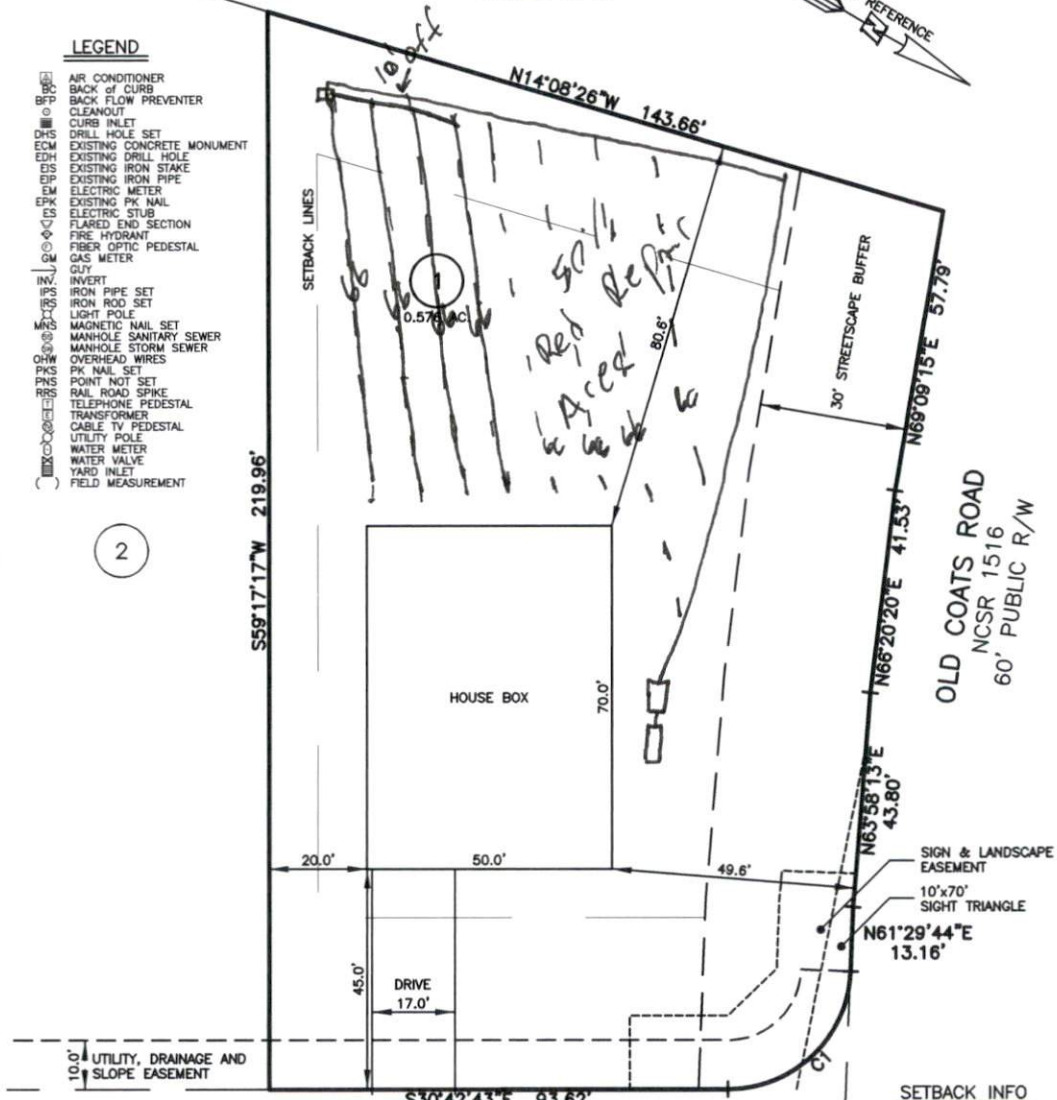 REFERENCE
LEGEND
AIR CONDITIONER
BC BACK of CURB
BFP BACK FLOW PREVENTER
CLEANOUT
CURB INLET
DHS DRILL HOLE SET
ECM EXISTING CONCRETE MONUMENT
EDH EXISTING DRILL HOLE
EIS EXISTING IRON STAKE
EIP EXISTING IRON PIPE
EM ELECTRIC METER
EPK EXISTING PK NAIL
ES ELECTRIC STUB
FLARED END SECTION
FIRE HYDRANT
FIBER OPTIC PEDESTAL
GM GAS METER
GUY
INV. INVERT
IPS IRON PIPE SET
IRS IRON ROD SET
LIGHT POLE
MNS MAGNETIC NAIL SET
MANHOLE SANITARY SEWER
MANHOLE STORM SEWER
OHW OVERHEAD WIRES
PKS PK NAIL SET
PNS POINT NOT SET
RRS RAIL ROAD SPIKE
T TELEPHONE PEDESTAL
E TRANSFORMER
CABLE TV PEDESTAL
UTILITY POLE
WATER METER
WATER VALVE
YARD INLET
( ) FIELD MEASUREMENT
2
10' off
N14°08'26"W 143.66'
SETBACK LINES
1
0.576 AC
66 66 66 66
Repair
80.6'
66 66 66 66
30' STREETSCAPE BUFFER
N69°09'15"E 57.79'
S59°17'17"W 219.96'
N66°20'20"E 41.53'
OLD COATS ROAD
NCSR 1516
60' PUBLIC R/W
HOUSE BOX
70.0'
N63°58'13"E
43.80'
20.0'
50.0'
49.6'
SIGN & LANDSCAPE
EASEMENT
10'x70'
SIGHT TRIANGLE
N61°29'44"E
13.16'
45.0'
DRIVE
17.0'
10.0'
UTILITY, DRAINAGE AND
SLOPE EASEMENT
C1
S30°42'43"E 93.62'
SETBACK INFO